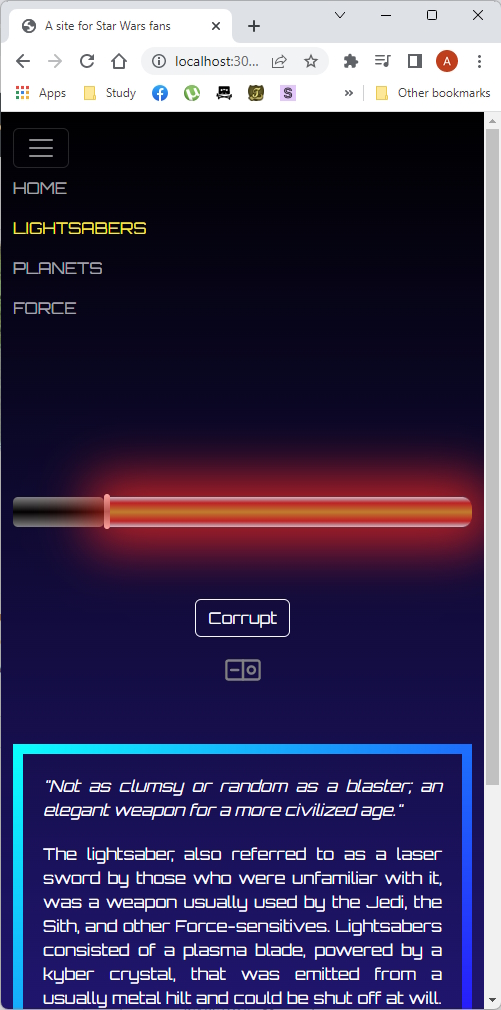 A site for Star Wars fans
localhost:30...
A
Apps
Study
S
»
Other bookmarks
HOME
LIGHTSABERS
PLANETS
FORCE
Corrupt
"Not as clumsy or random as a blaster; an
elegant weapon for a more civilized age."
The lightsaber, also referred to as a laser
sword by those who were unfamiliar with it,
was a weapon usually used by the Jedi, the
Sith, and other Force-sensitives. Lightsabers
consisted of a plasma blade, powered by a
kyber crystal, that was emitted from a
usually metal hilt and could be shut off at will.